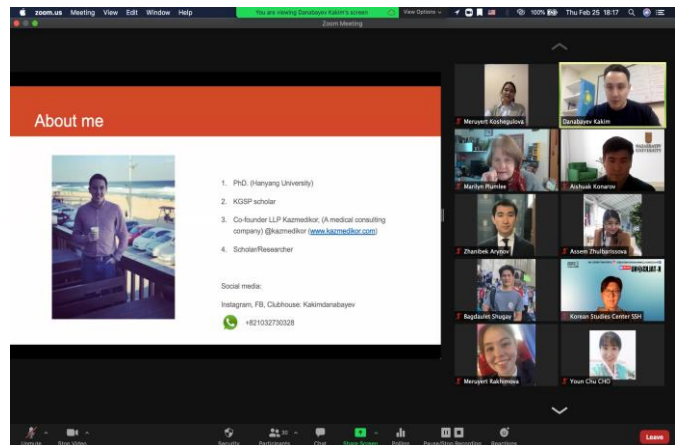 zoom.us Meeting View Edit Window Help
You are viewing Danabayev Kakim's screen
View Options
100% Thu Feb 25 18:17
Zoom Meeting
About me
1. PhD. (Hanyang University)
2. KGSP scholar
3. Co-founder LLP Kazmedikor, (A medical consulting
company) @kazmedikor (www.kazmedikor.com)
4. Scholar/Researcher
Social media:
Instagram, FB, Clubhouse: Kakimdanabayev
+821032730328
Meruyert Koshegulova
Danabayev Kakim
Marilyn Plumlee
NAZARBAYEV
UNIVERSITY
Aishuak Konarov
Zhanibek Arynov
Assem Zhulbarissova
Bagdaulet Shugay
Korean Studies Center SSH
Meruyert Rakhimova
Youn Chu CHO
Unmute
Stop Video
Security
Participants
30
Chat
Share Screen
Polling
Pause/Stop Recording
Reactions
Leave